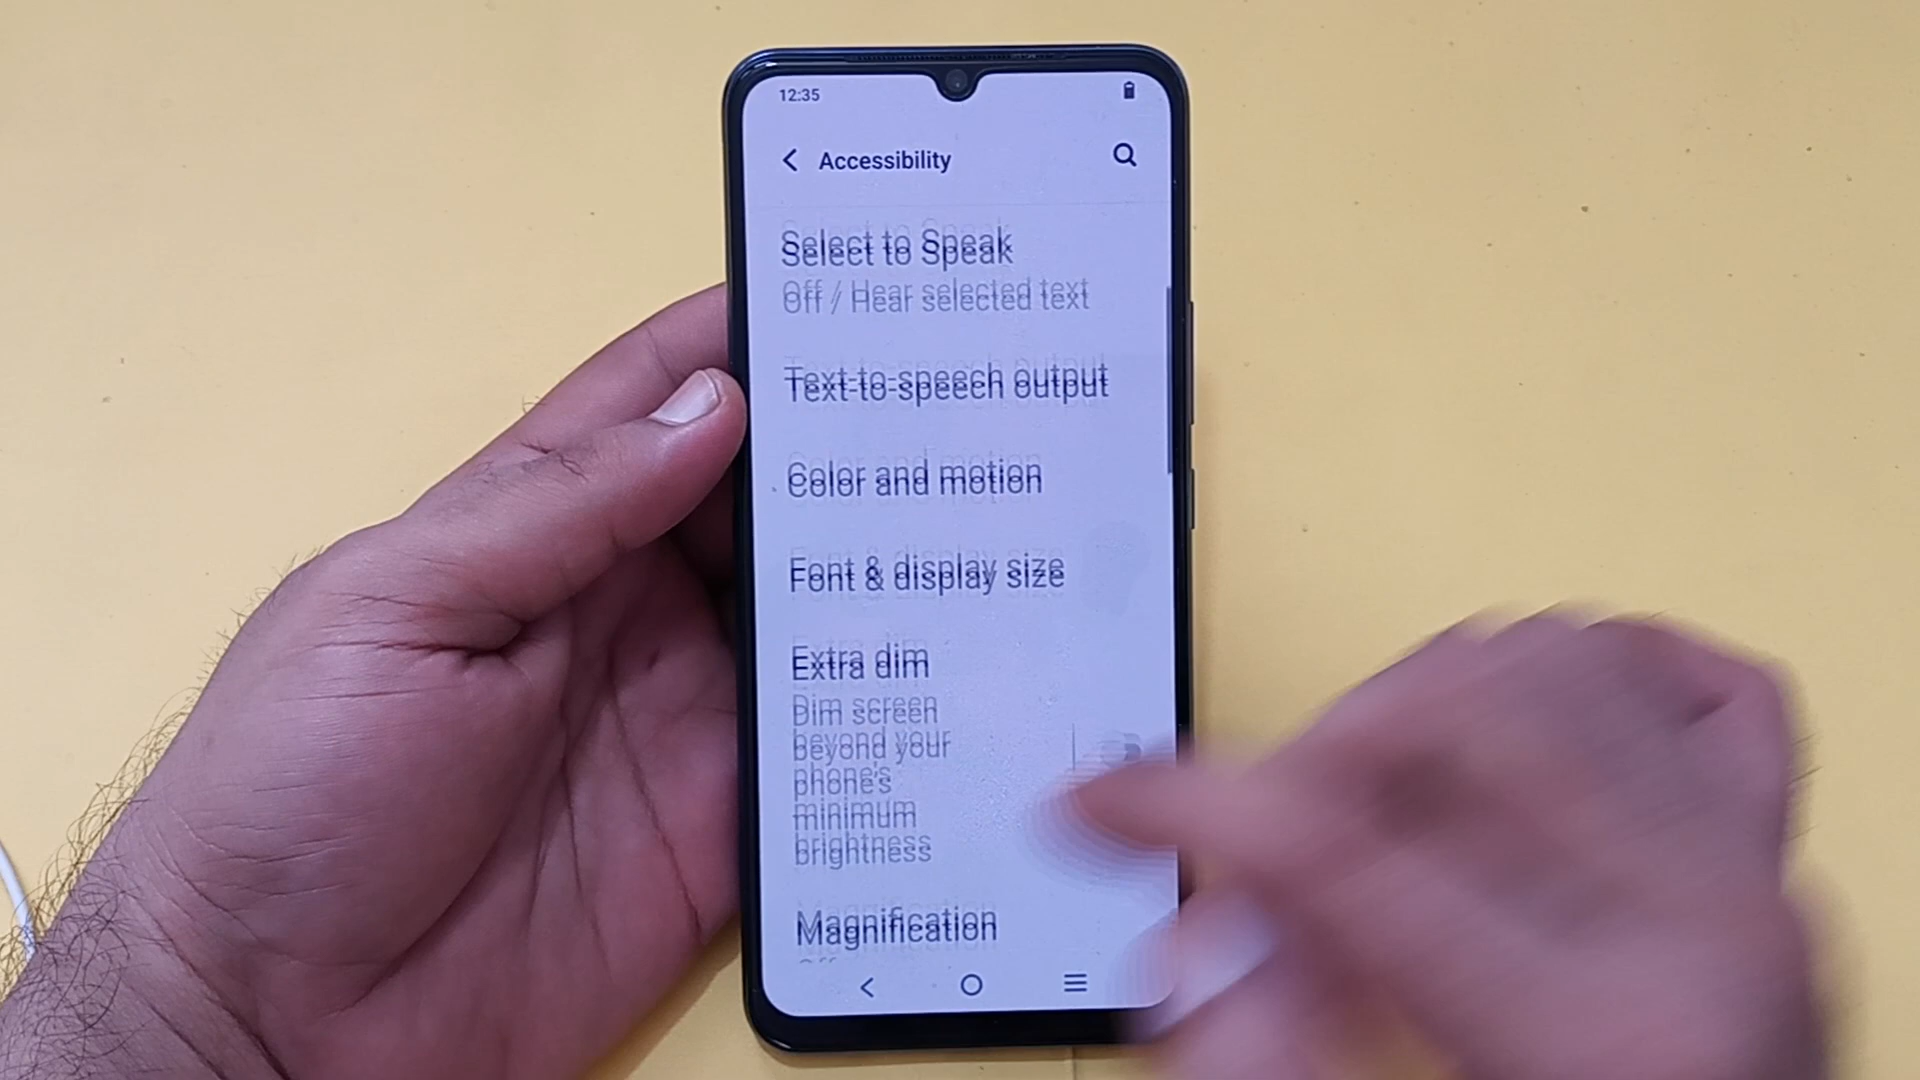 12:35
Accessibility
Select to Speak
Off / Hear selected text
Text-to-speech output
Color and motion
Font & display size
Extra dim
Dim screen
beyond your
phone's
minimum
brightness
Magnification